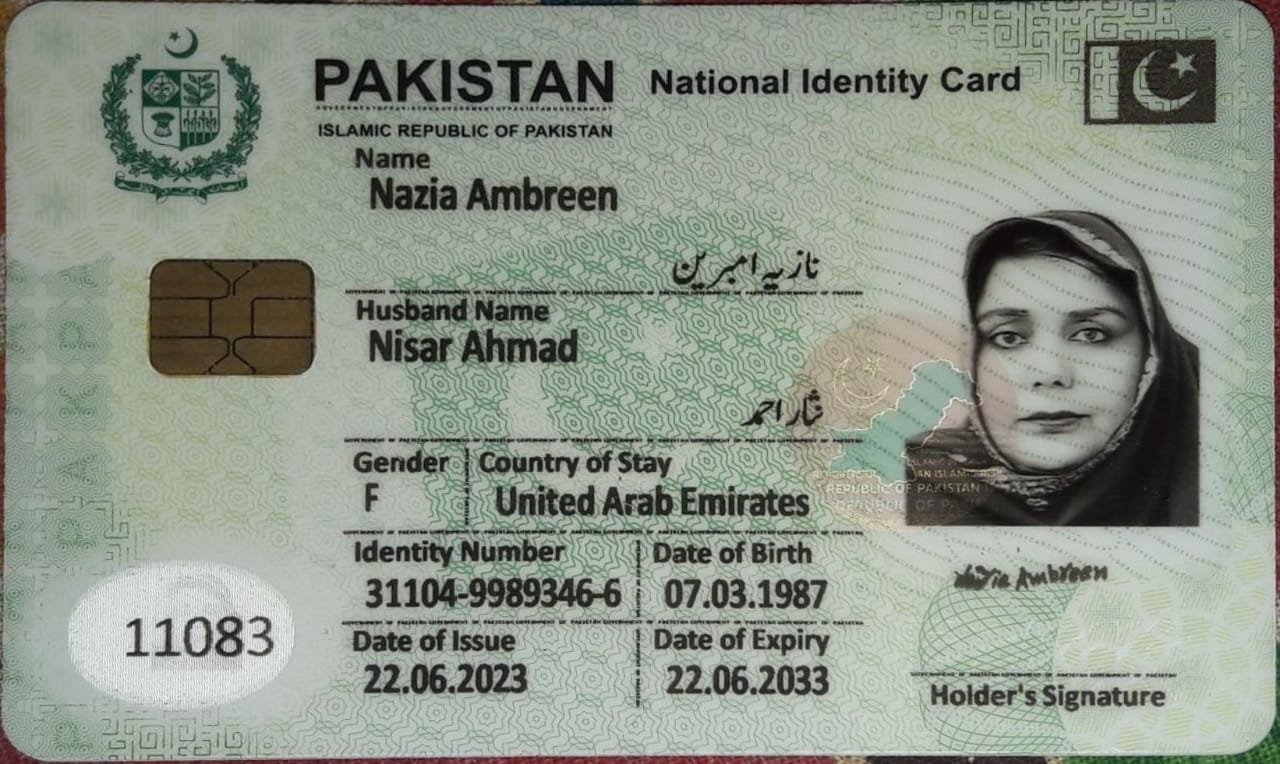 PAKISTAN National Identity Card
ISLAMIC REPUBLIC OF PAKISTAN
Name
Nazia Ambreen
نازیہ امبرین
Husband Name
Nisar Ahmad
نثار احمد
Gender Country of Stay
F United Arab Emirates
REPUBLIC OF PAKISTAN
Identity Number Date of Birth
31104-9989346-6 07.03.1987
Nazia Ambreen
11083
Date of Issue Date of Expiry
22.06.2023 22.06.2033
Holder's Signature